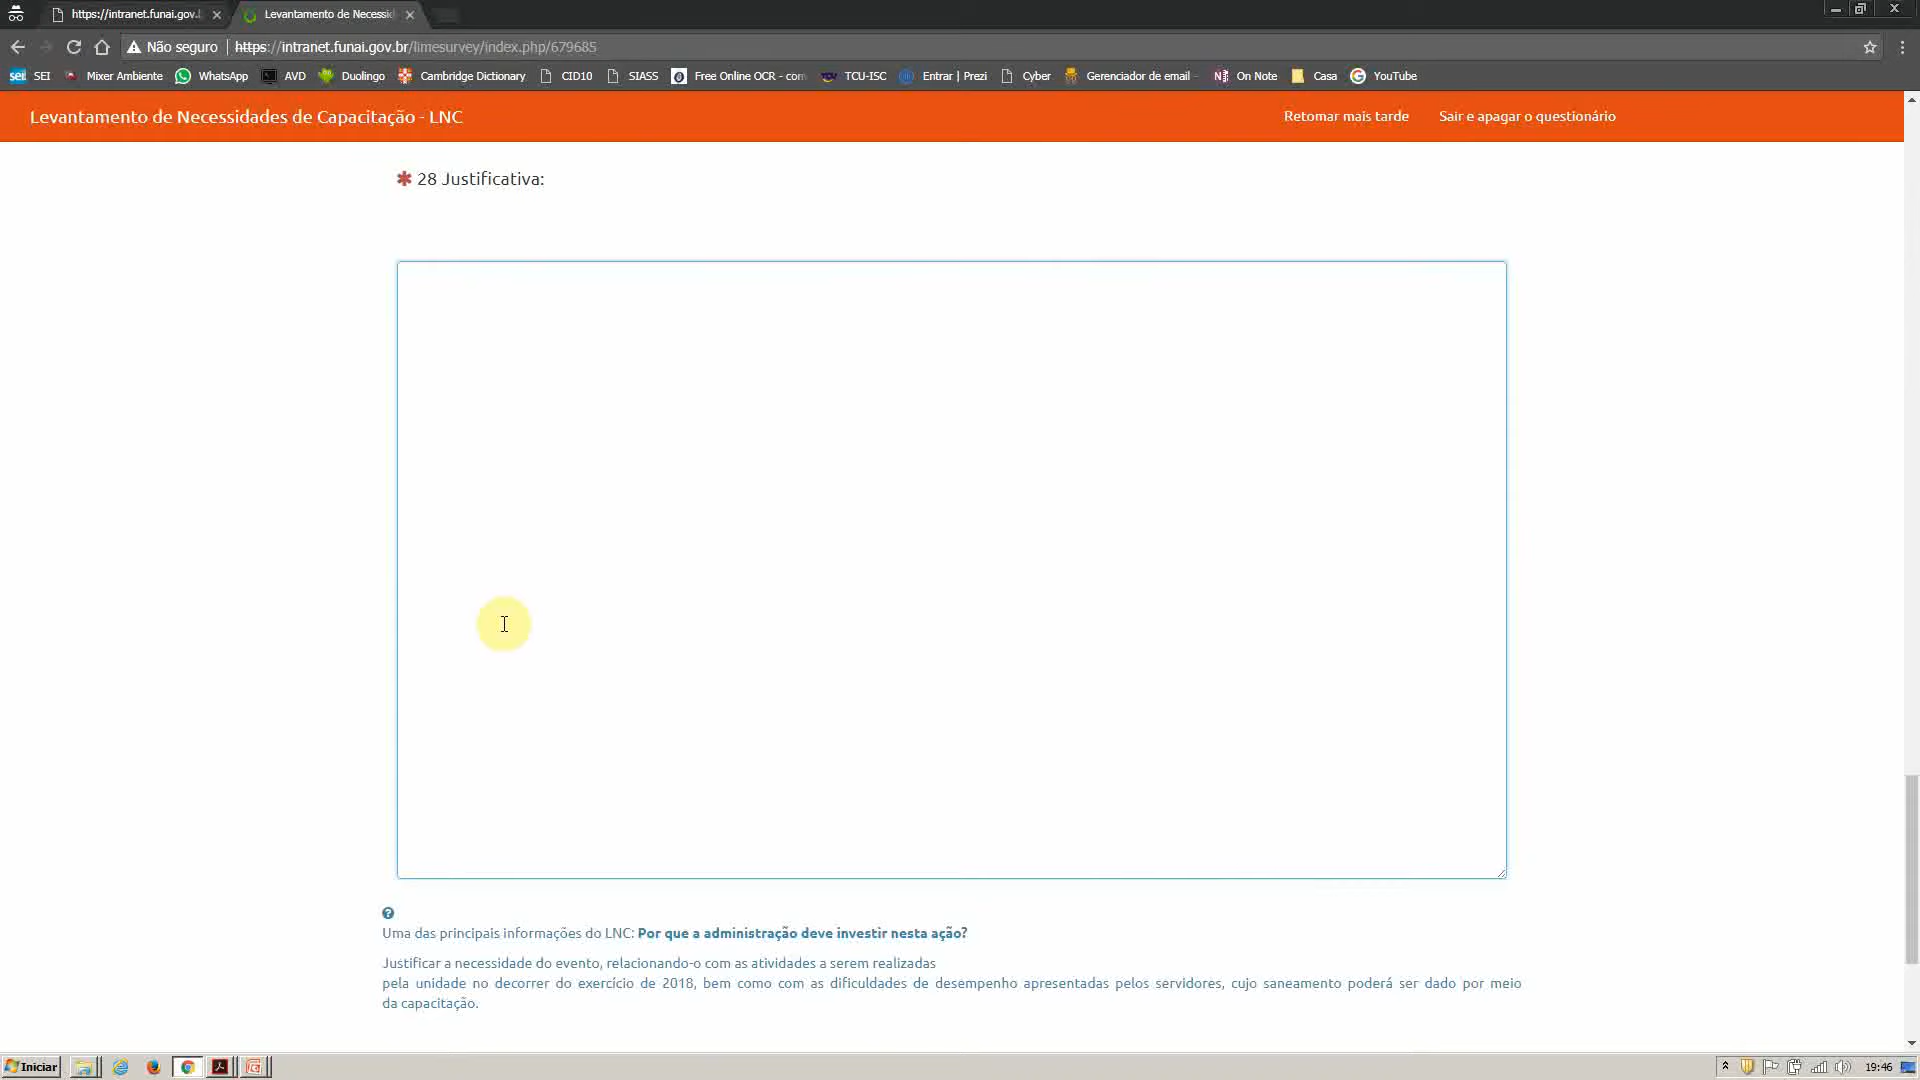 https://intranet.funai.gov.
Levantamento de Necessid
Não seguro
https://intranet.funai.gov.br/limesurvey/index.php/679685
SEI
Mixer Ambiente
WhatsApp
AVD
Duolingo
Cambridge Dictionary
CID10
SIASS
Free Online OCR - con
TCU-ISC
Entrar | Prezi
Cyber
Gerenciador de email
On Note
Casa
YouTube
Levantamento de Necessidades de Capacitação - LNC
Retomar mais tarde
Sair e apagar o questionário
28 Justificativa:
Uma das principais informações do LNC: Por que a administração deve investir nesta ação?
Justificar a necessidade do evento, relacionando-o com as atividades a serem realizadas
pela unidade no decorrer do exercício de 2018, bem como com as dificuldades de desempenho apresentadas pelos servidores, cujo saneamento poderá ser dado por meio
da capacitação.
Iniciar
19:46